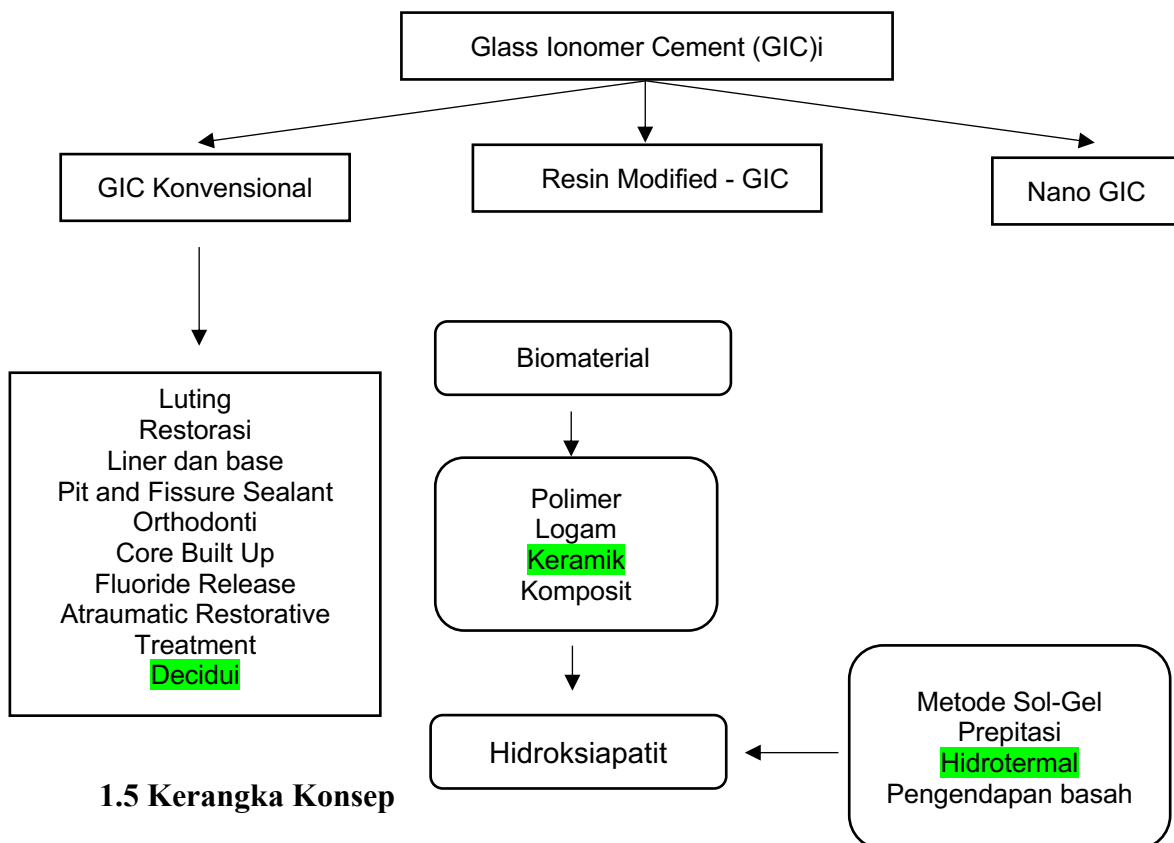 Glass Ionomer Cement (GIC)i
GIC Konvensional
Resin Modified - GIC
Nano GIC
Luting
Restorasi
Liner dan base
Pit and Fissure Sealant
Orthodonti
Core Built Up
Fluoride Release
Atraumatic Restorative
Treatment
Decidui
Biomaterial
Polimer
Logam
Keramik
Komposit
Hidroksiapatit
Metode Sol-Gel
Prepitasi
Hidrotermal
Pengendapan basah
1.5 Kerangka Konsep